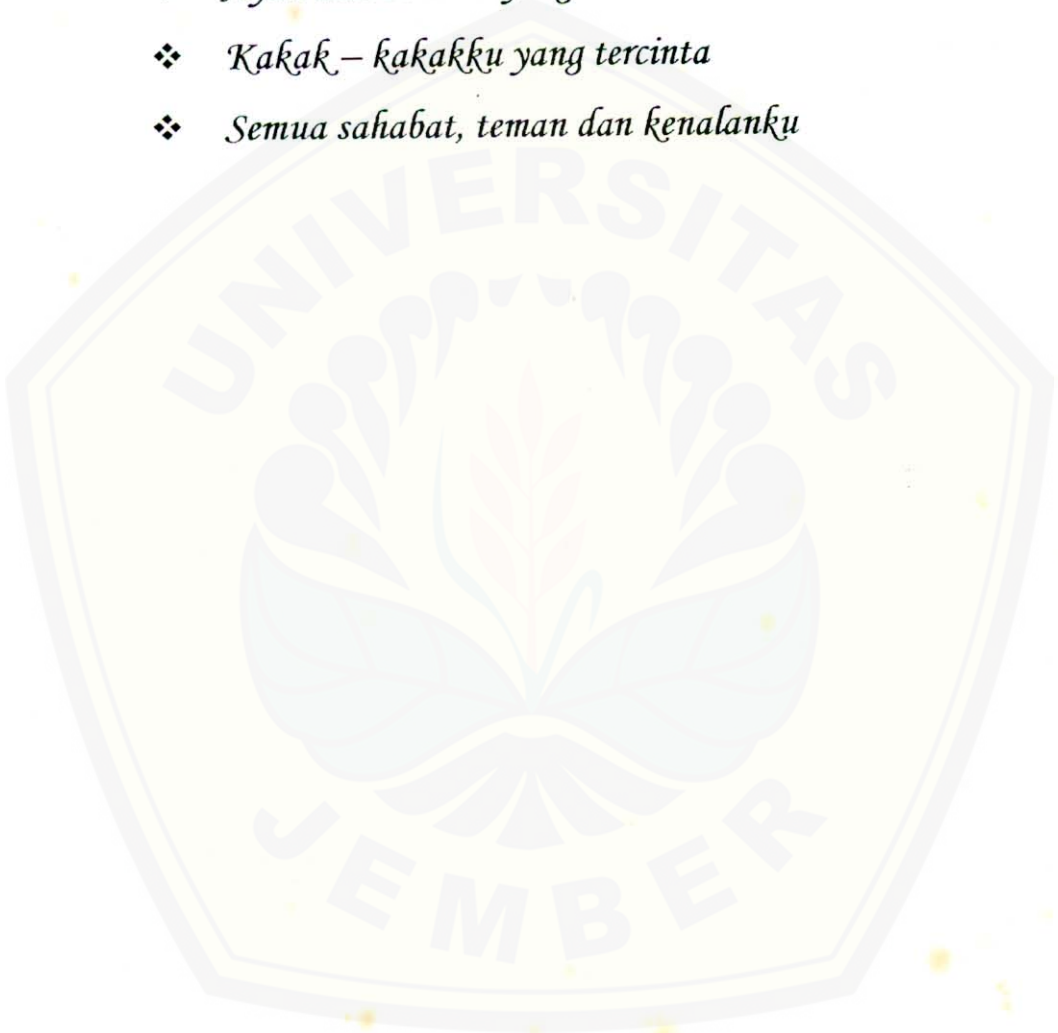 ❖ Kakak – kakakku yang tercinta
❖ Semua sahabat, teman dan kenalanku
UNIVERSITAS
JEMBER